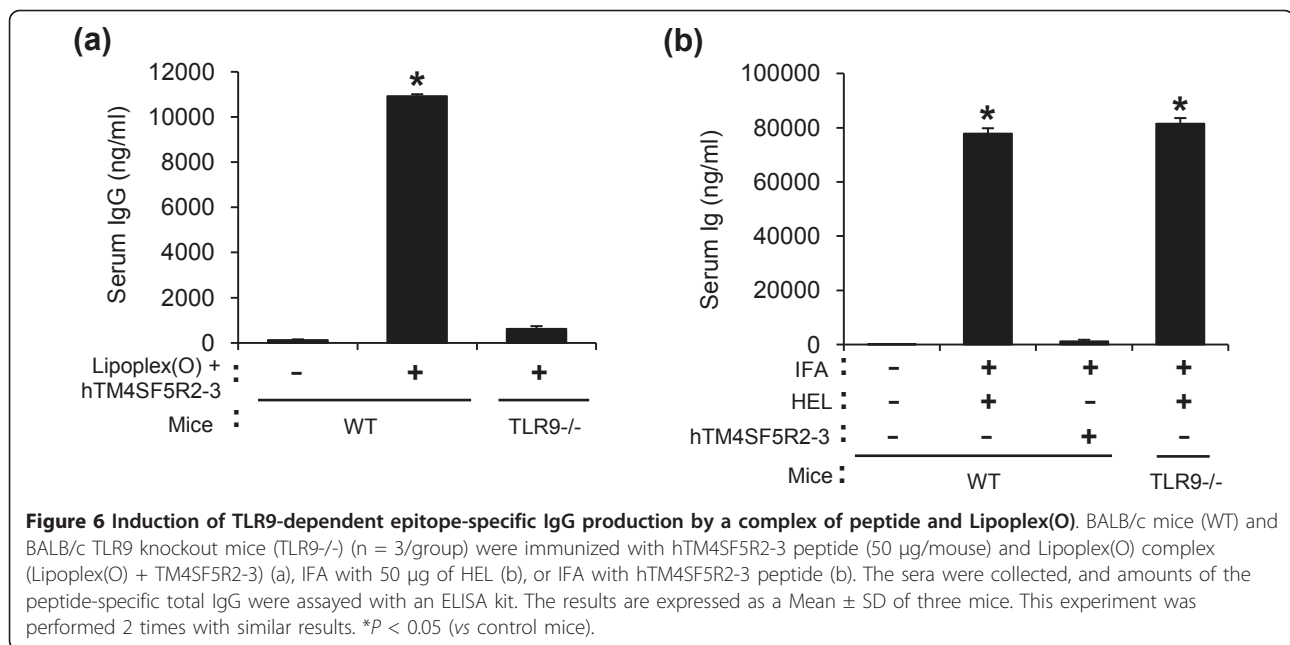 (a)
12000
10000
8000
6000
4000
2000
0
Serum IgG (ng/ml)
*
Lipoplex(O) + hTM4SF5R2-3 : – + +
Mice : WT TLR9-/-
(b)
100000
80000
60000
40000
20000
0
Serum Ig (ng/ml)
* *
IFA : – + + +
HEL : – + – +
hTM4SF5R2-3 : – – + –
Mice : WT TLR9-/-
Figure 6 Induction of TLR9-dependent epitope-specific IgG production by a complex of peptide and Lipoplex(O). BALB/c mice (WT) and
BALB/c TLR9 knockout mice (TLR9-/-) (n = 3/group) were immunized with hTM4SF5R2-3 peptide (50 μg/mouse) and Lipoplex(O) complex
(Lipoplex(O) + TM4SF5R2-3) (a), IFA with 50 μg of HEL (b), or IFA with hTM4SF5R2-3 peptide (b). The sera were collected, and amounts of the
peptide-specific total IgG were assayed with an ELISA kit. The results are expressed as a Mean ± SD of three mice. This experiment was
performed 2 times with similar results. *P < 0.05 (vs control mice).